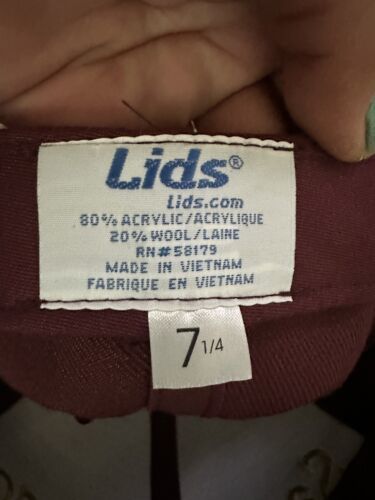 Lids®
Lids.com
80% ACRYLIC/ACRYLIQUE
20% WOOL/LAINE
RN#58179
MADE IN VIETNAM
FABRIQUE EN VIETNAM
7 1/4